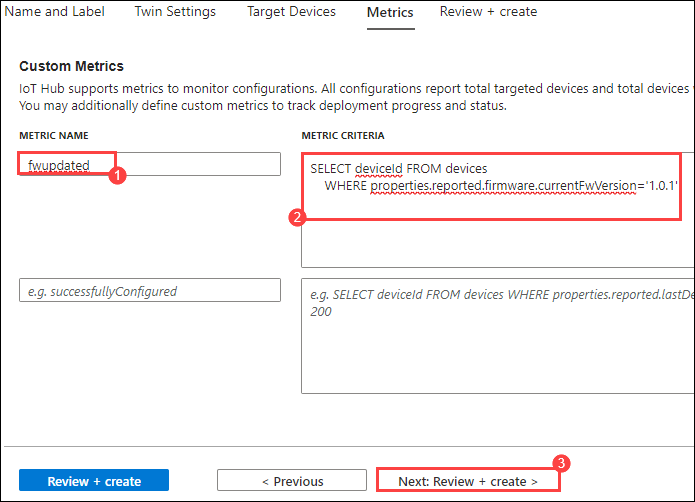 Name and Label Twin Settings Target Devices Metrics Review + create
Custom Metrics
IoT Hub supports metrics to monitor configurations. All configurations report total targeted devices and total devices
You may additionally define custom metrics to track deployment progress and status.
METRIC NAME METRIC CRITERIA
fwupdated
1
SELECT deviceId FROM devices
WHERE properties.reported.firmware.currentFwVersion='1.0.1'
2
e.g. successfullyConfigured
e.g. SELECT deviceId FROM devices WHERE properties.reported.lastDe
200
3
Review + create < Previous Next: Review + create >